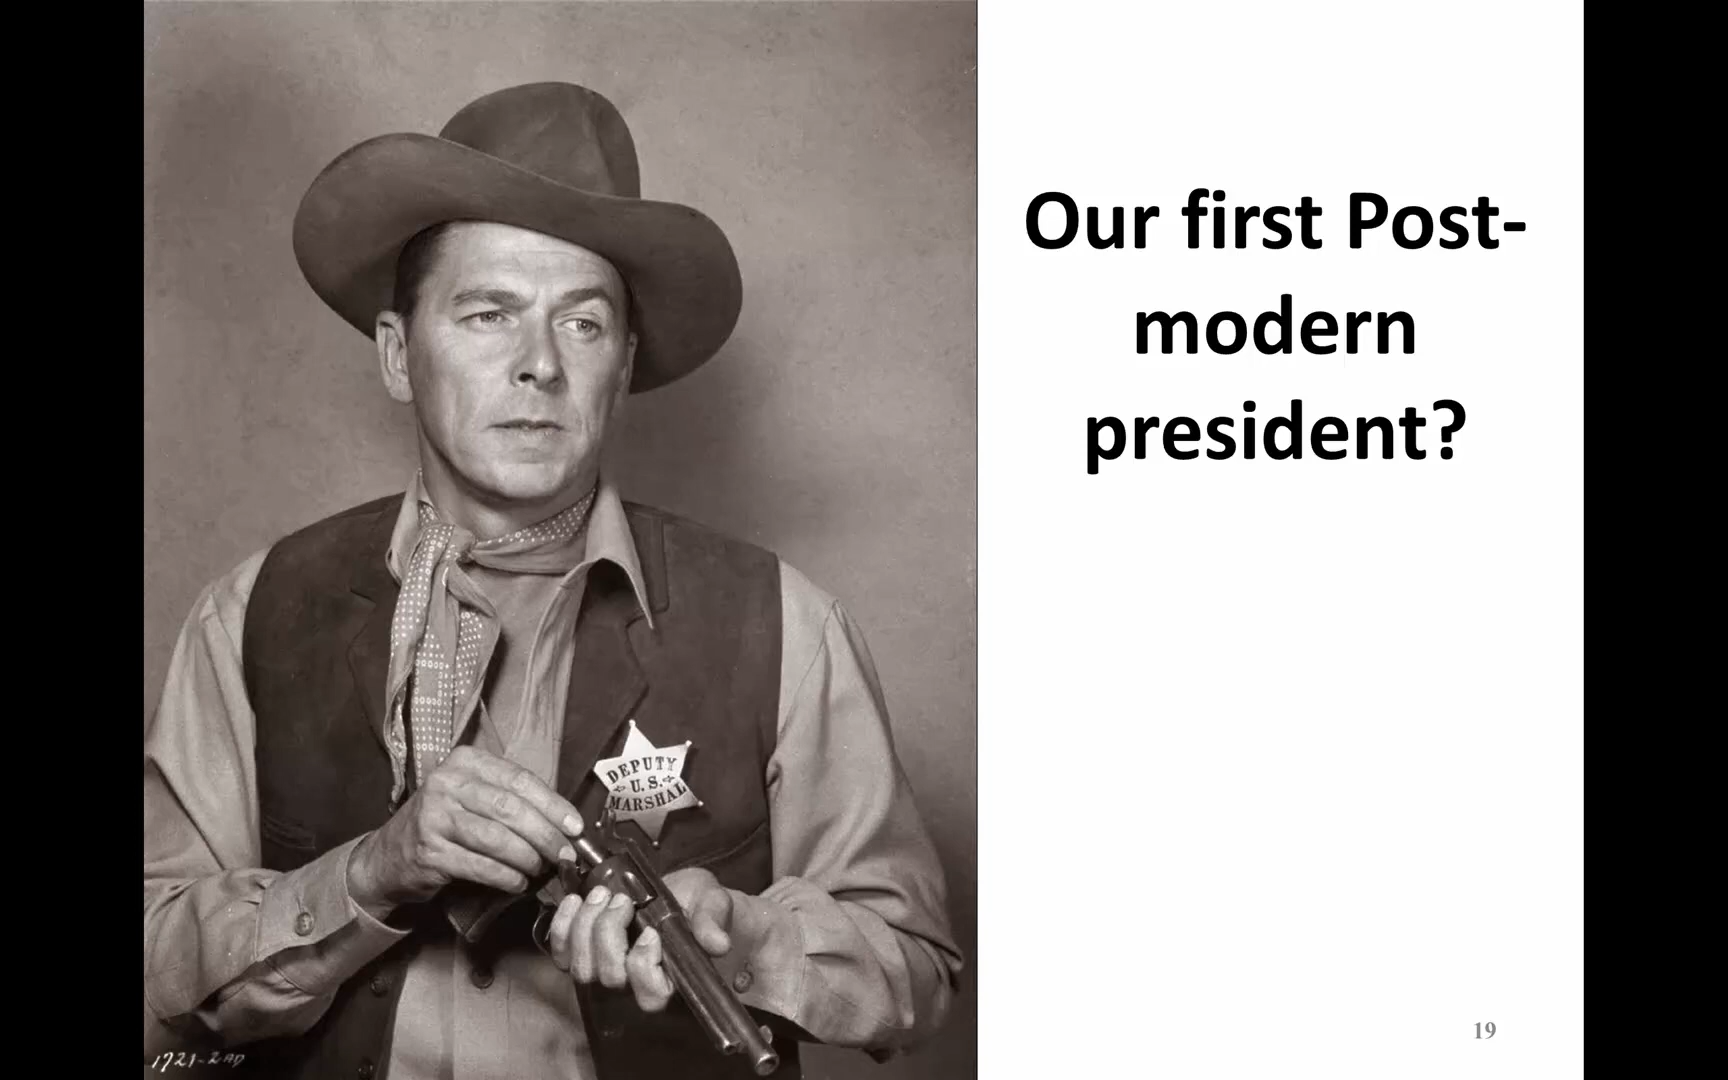 Our first Post-
modern
president?
DEPUTY
U. S.
MARSHAL
1721-2AD
19